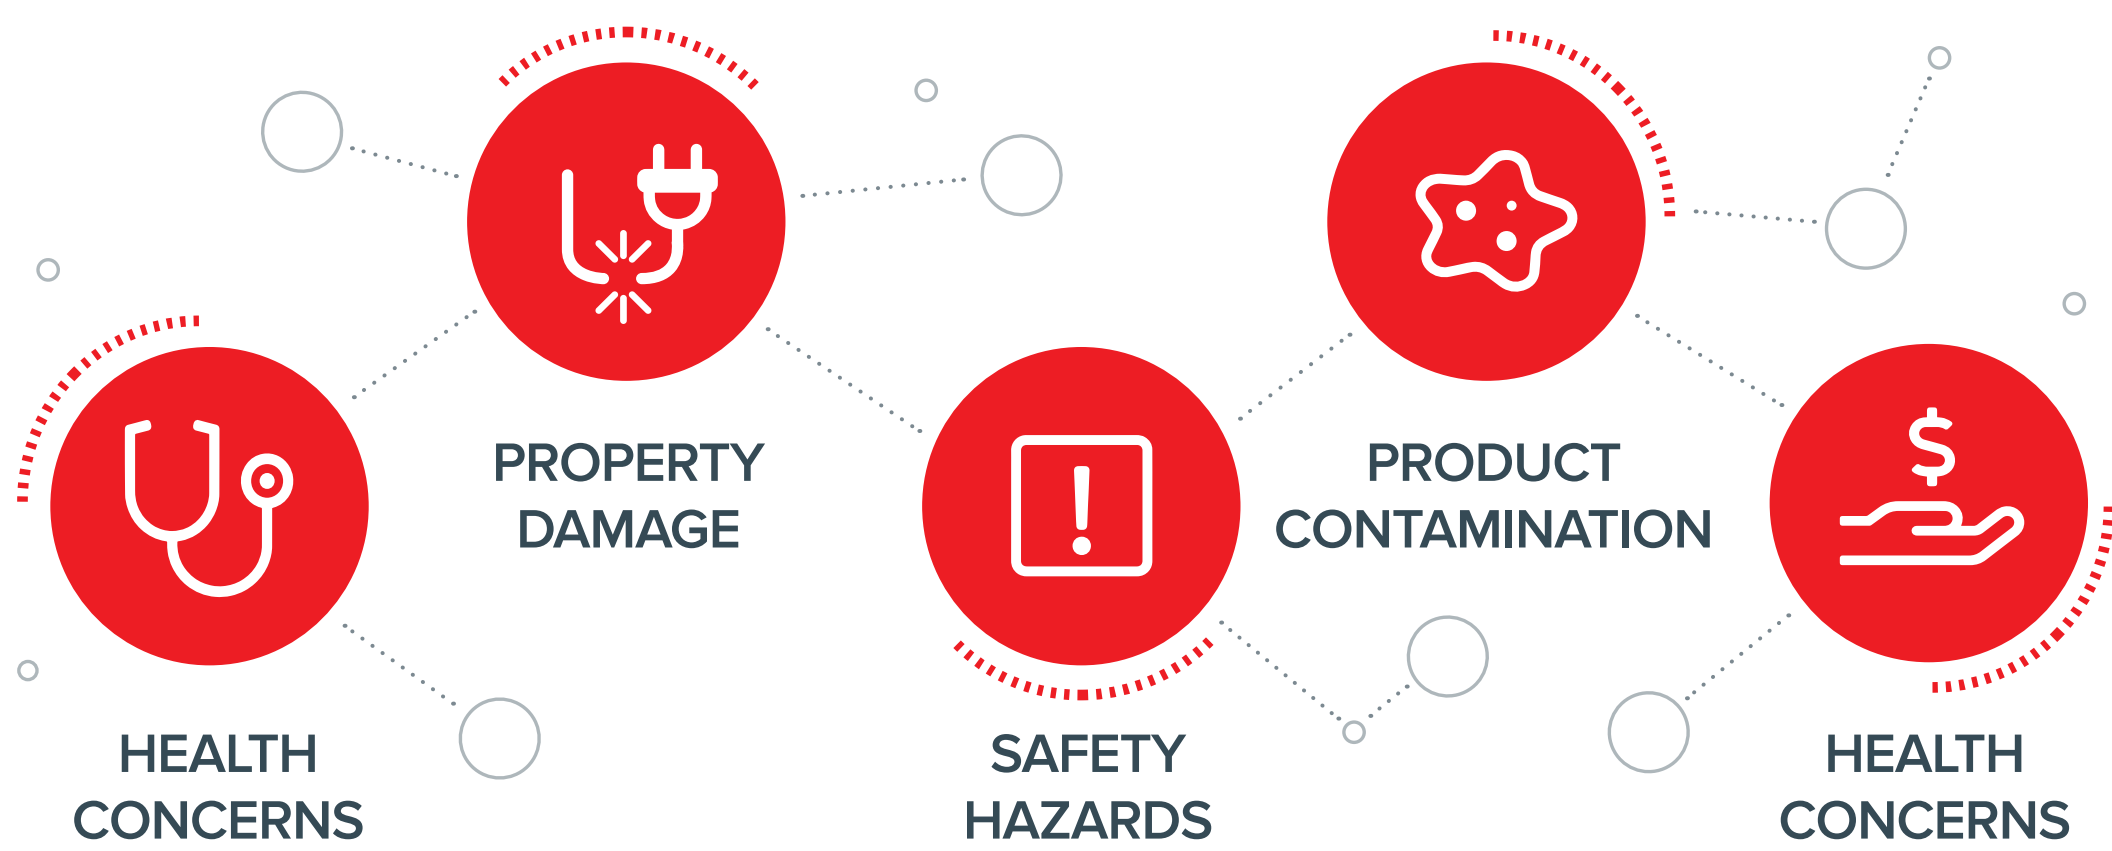 HEALTH
CONCERNS
PROPERTY
DAMAGE
!
SAFETY
HAZARDS
PRODUCT
CONTAMINATION
$
HEALTH
CONCERNS